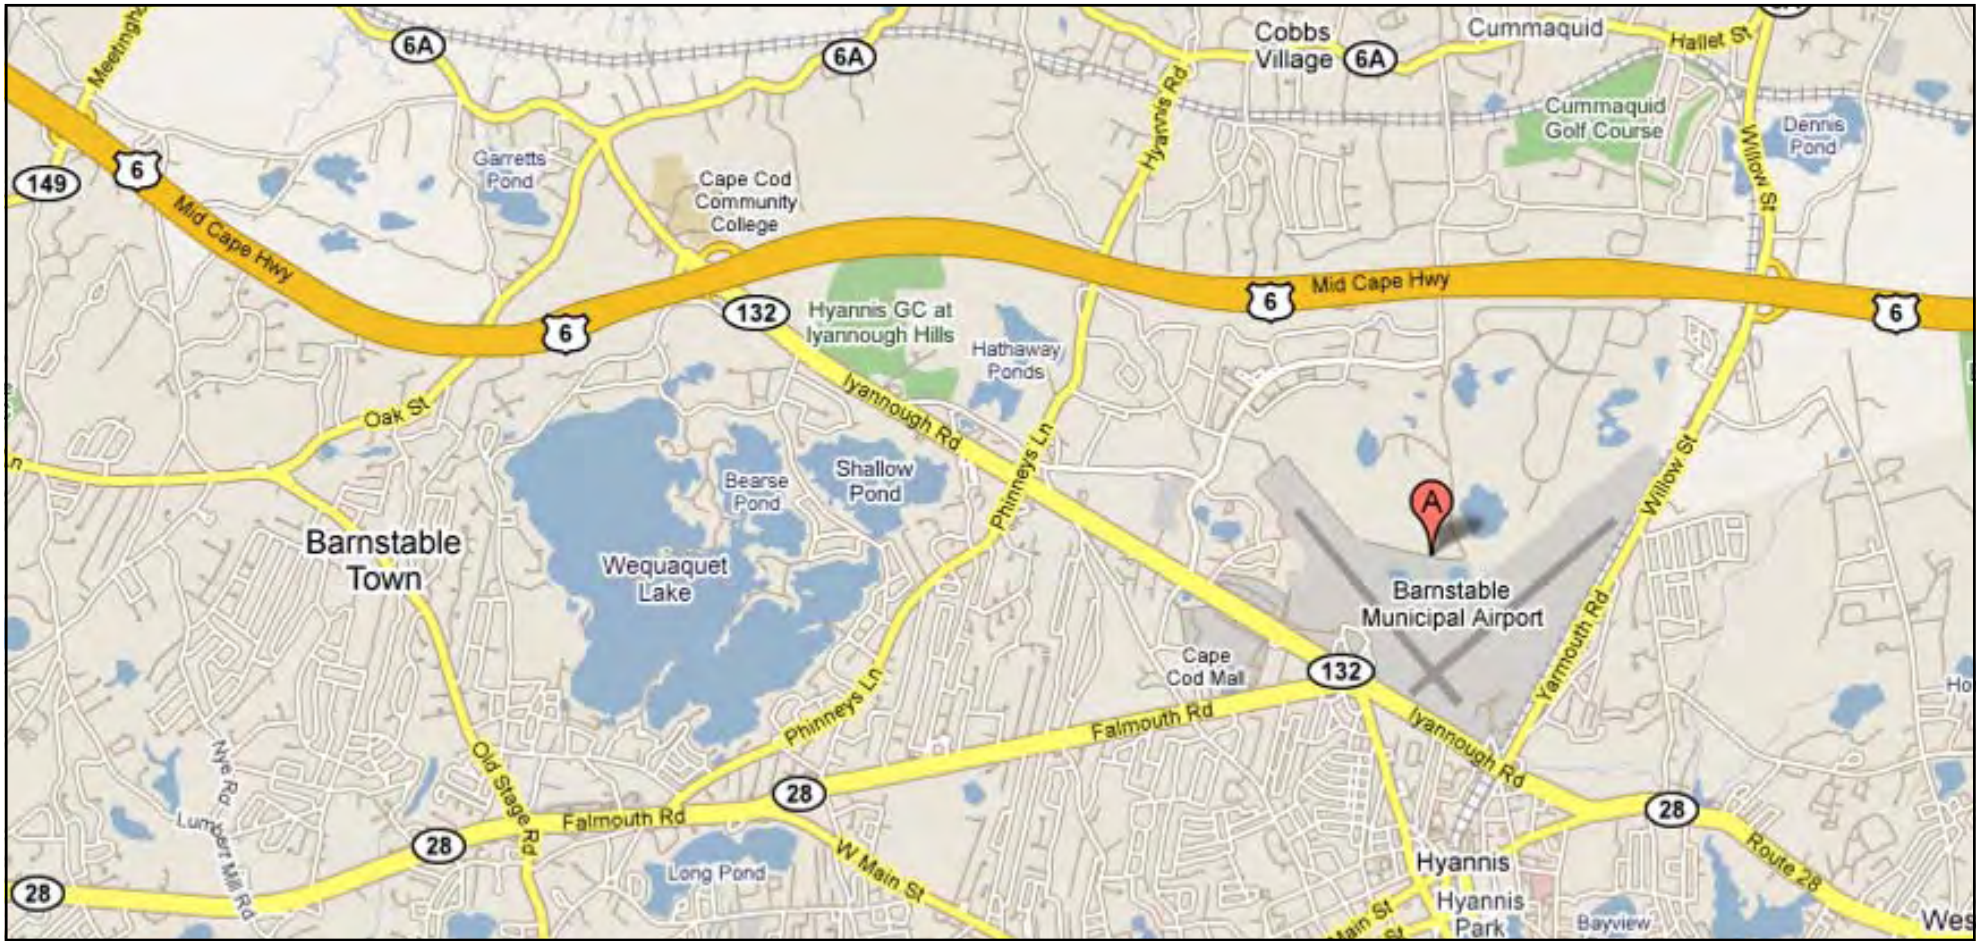 Meetingh
6A
6A
Hyannis Rd
Cobbs
Village
6A
Cummaquid
Hallet St
149
6
Mid Cape Hwy
Garretts
Pond
Cape Cod
Community
College
Cummaquid
Golf Course
Willow St
Dennis
Pond
6
132
Hyannis GC at
Iyannough Hills
Hathaway
Ponds
6
Mid Cape Hwy
6
Oak St
Iyannough Rd
Phinneys Ln
Willow St
Ln
Barnstable
Town
Wequaquet
Lake
Bearse
Pond
Shallow
Pond
A
Barnstable
Municipal Airport
Yarmouth Rd
Cape
Cod Mall
132
Ho
Phinneys Ln
Falmouth Rd
Iyannough Rd
Nye Rd
Old Stage Rd
Lumbert Mill Rd
28
Falmouth Rd
28
28
28
Long Pond
W Main St
Route 28
Hyannis
Hyannis
Park
Main St
St
Bayview
Wes